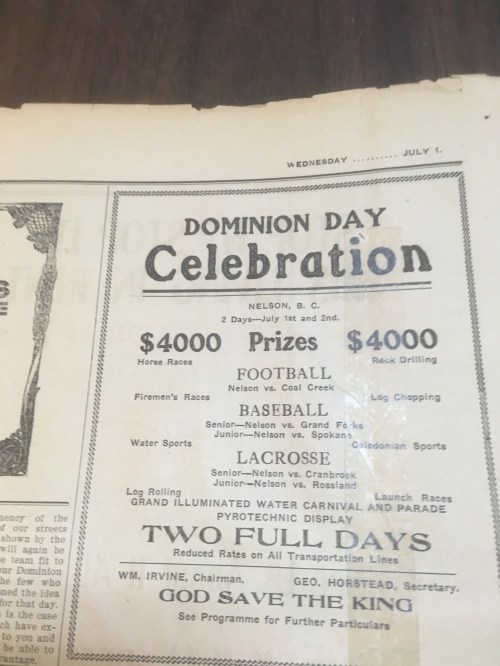 WEDNESDAY .......... JULY 1.
DOMINION DAY
Celebration
NELSON, B. C.
2 Days—July 1st and 2nd.
$4000 Prizes $4000
Horse Races Rock Drilling
FOOTBALL
Nelson vs. Coal Creek
Firemen's Races Log Chopping
BASEBALL
Senior—Nelson vs. Grand Forks
Junior—Nelson vs. Spokane
Water Sports Caledonian Sports
LACROSSE
Senior—Nelson vs. Cranbrook
Junior—Nelson vs. Rossland
Log Rolling Launch Races
GRAND ILLUMINATED WATER CARNIVAL AND PARADE
PYROTECHNIC DISPLAY
TWO FULL DAYS
Reduced Rates on All Transportation Lines
WM. IRVINE, Chairman. GEO. HORSTEAD, Secretary.
GOD SAVE THE KING
See Programme for Further Particulars
ency of the
our streets
shown by the
will again be
team fit to
ur Dominion
he few who
ned the idea
for that day.
is the case
ch have ex-
to you and
be able to
vantage.